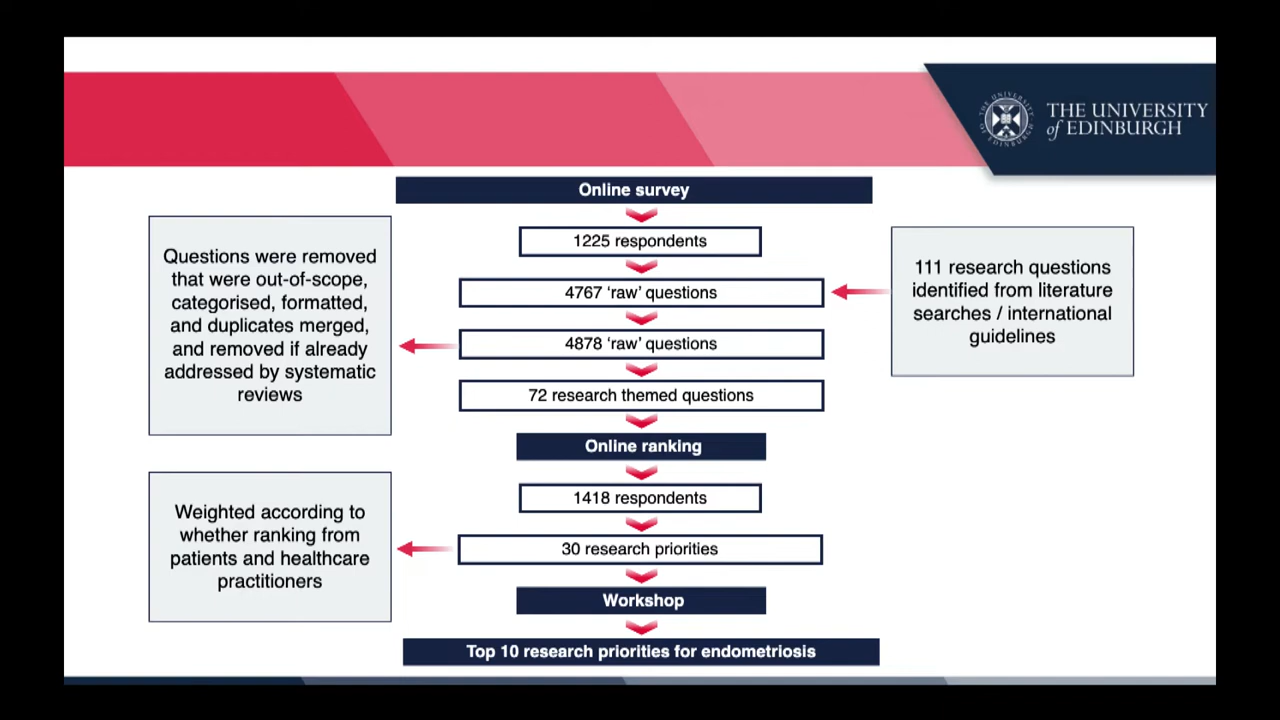 THE UNIVERSITY
of EDINBURGH
Online survey
1225 respondents
4767 ‘raw’ questions
111 research questions
identified from literature
searches / international
guidelines
4878 ‘raw’ questions
Questions were removed
that were out-of-scope,
categorised, formatted,
and duplicates merged,
and removed if already
addressed by systematic
reviews
72 research themed questions
Online ranking
1418 respondents
30 research priorities
Weighted according to
whether ranking from
patients and healthcare
practitioners
Workshop
Top 10 research priorities for endometriosis